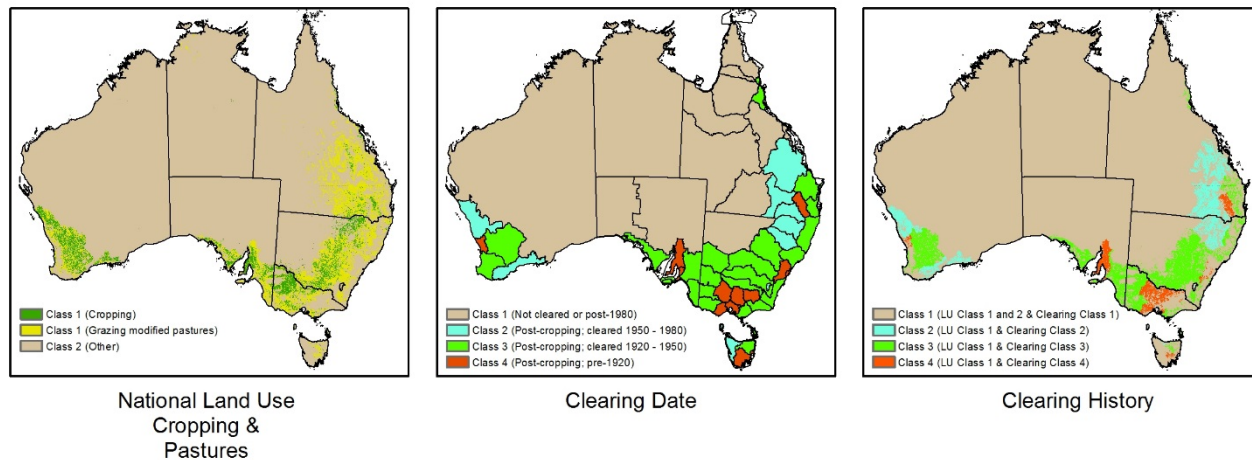 Class 1 (Cropping)
Class 1 (Grazing modified pastures)
Class 2 (Other)
National Land Use
Cropping &
Pastures
Class 1 (Not cleared or post-1980)
Class 2 (Post-cropping; cleared 1950 - 1980)
Class 3 (Post-cropping; cleared 1920 - 1950)
Class 4 (Post-cropping; pre-1920)
Clearing Date
Class 1 (LU Class 1 and 2 & Clearing Class 1)
Class 2 (LU Class 1 & Clearing Class 2)
Class 3 (LU Class 1 & Clearing Class 3)
Class 4 (LU Class 1 & Clearing Class 4)
Clearing History